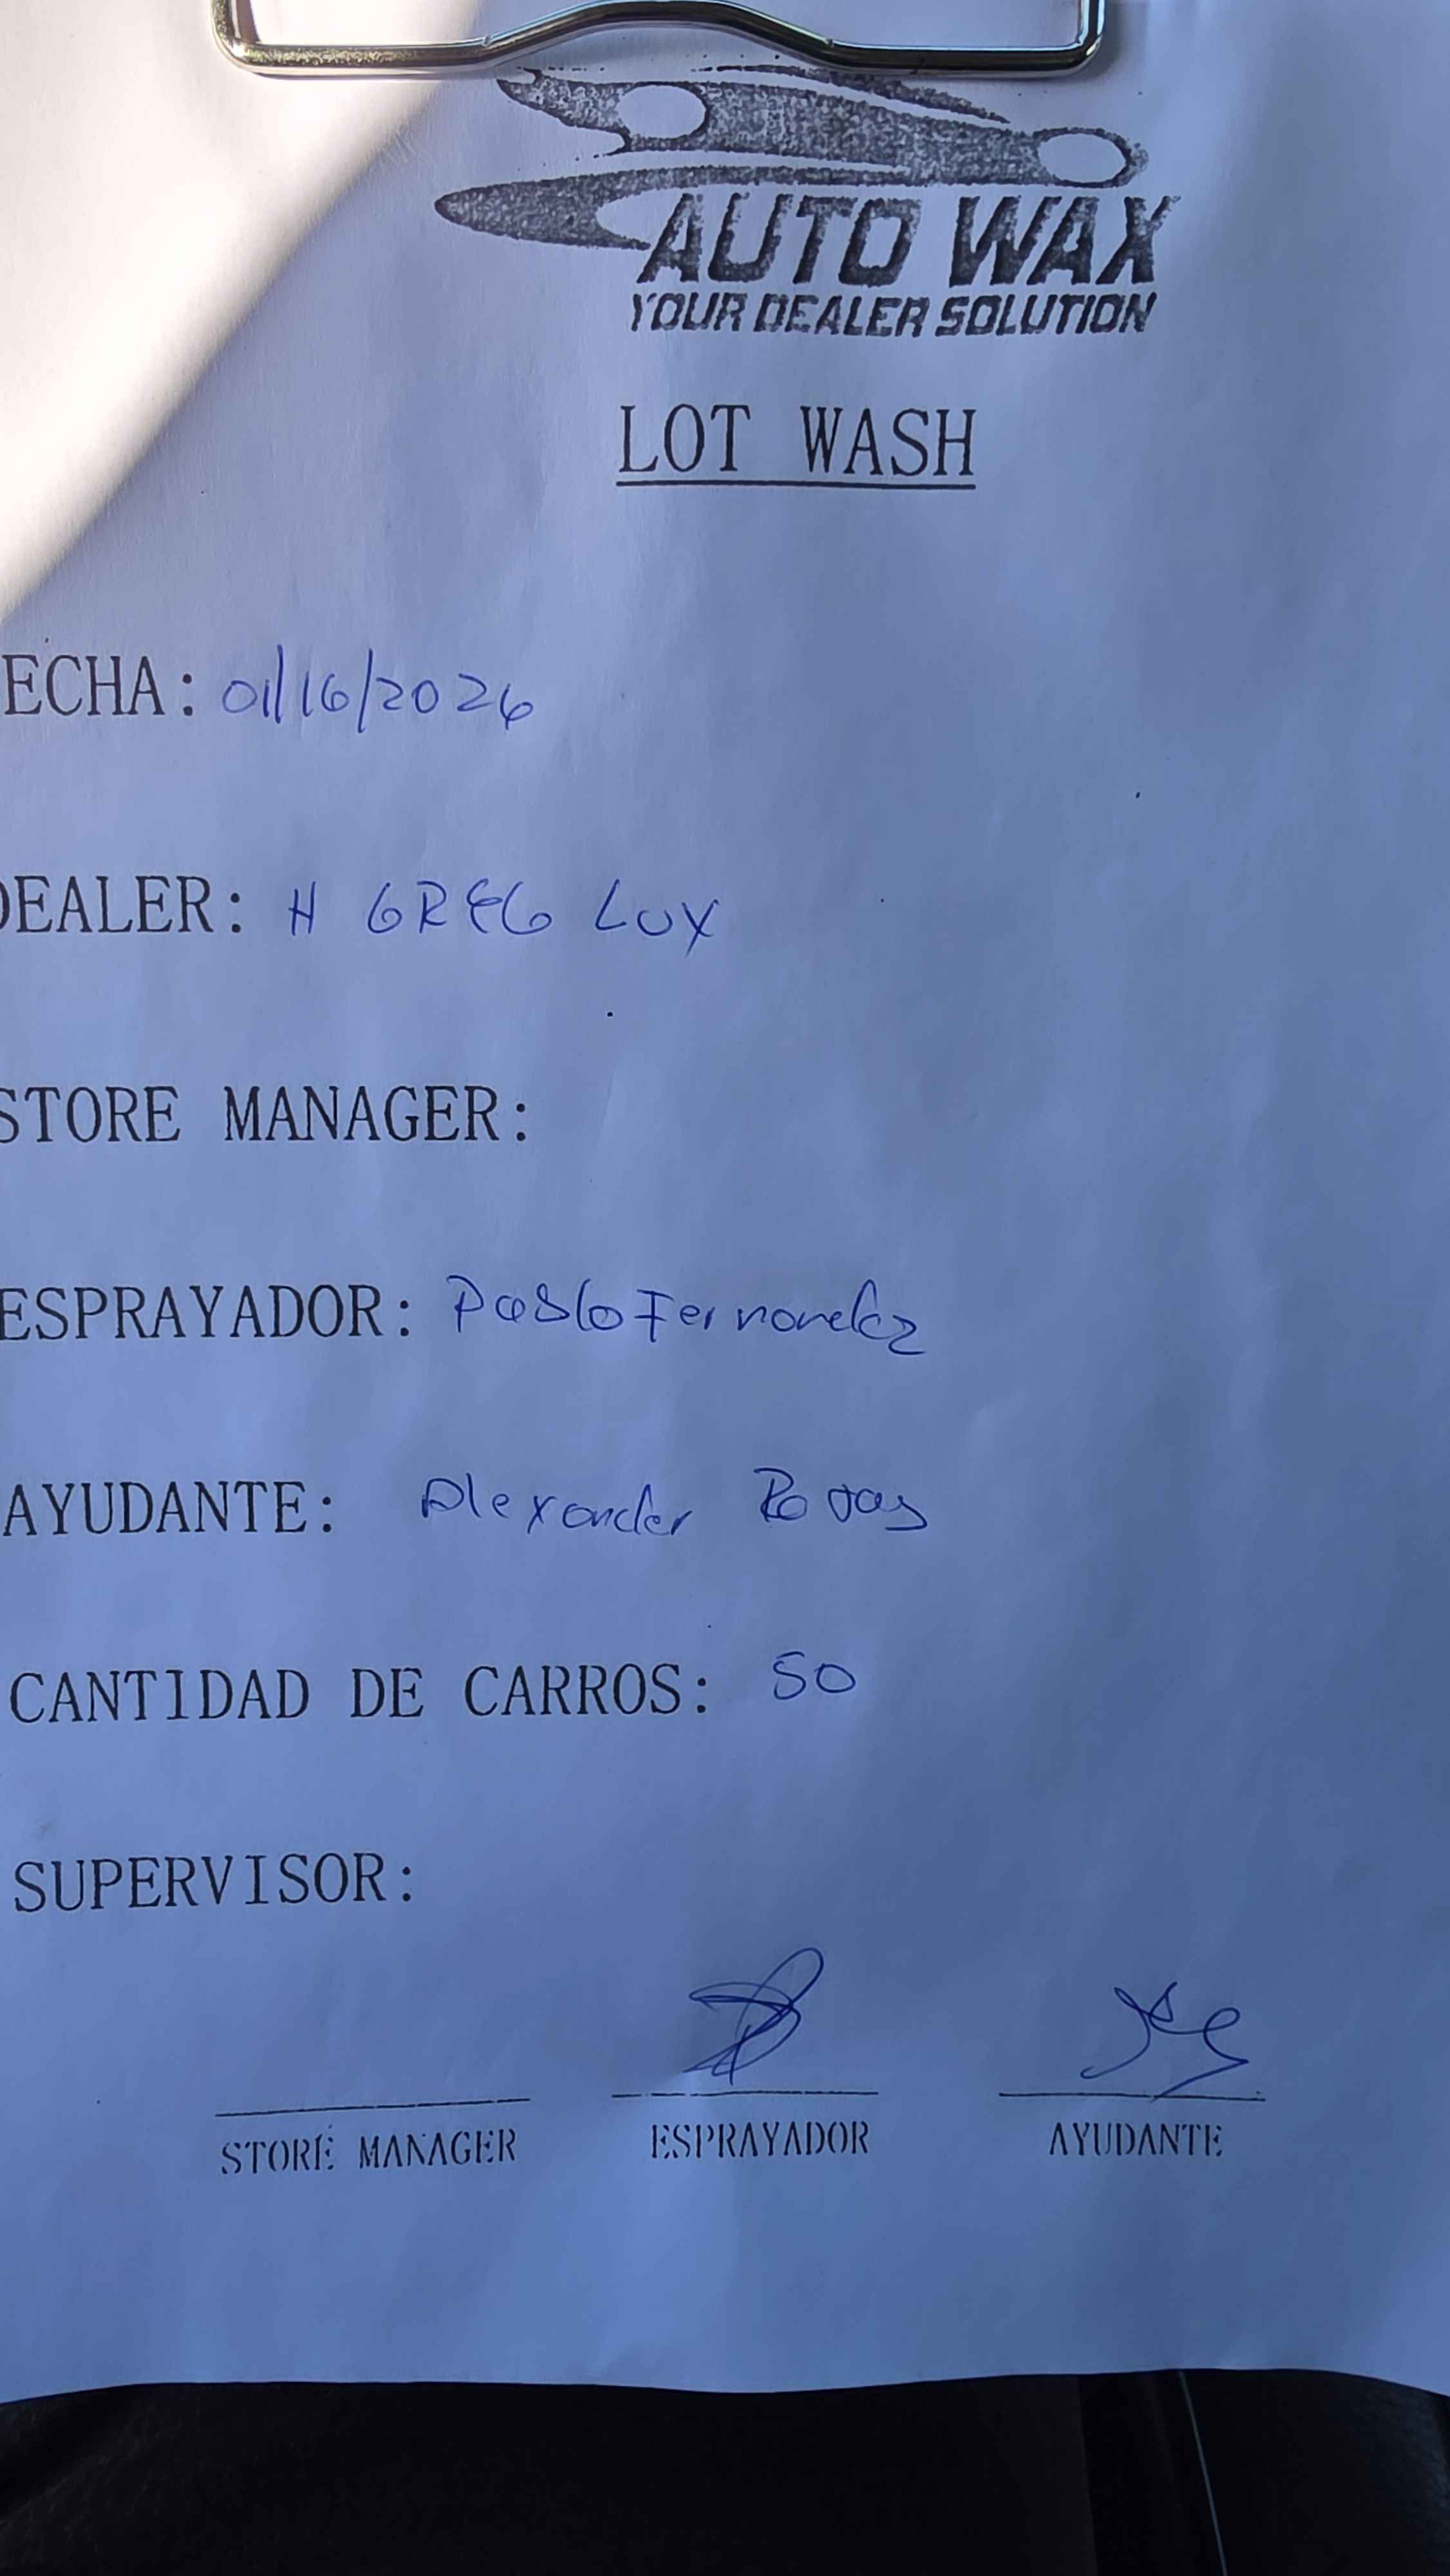 AUTO WAX
YOUR DEALER SOLUTION
LOT WASH
ECHA: 01/16/2026
DEALER: H GREG LUX
STORE MANAGER:
ESPRAYADOR: Pablo Fernandez
AYUDANTE: Alexander Rojas
CANTIDAD DE CARROS: 50
SUPERVISOR:
STORE MANAGER ESPRAYADOR AYUDANTE